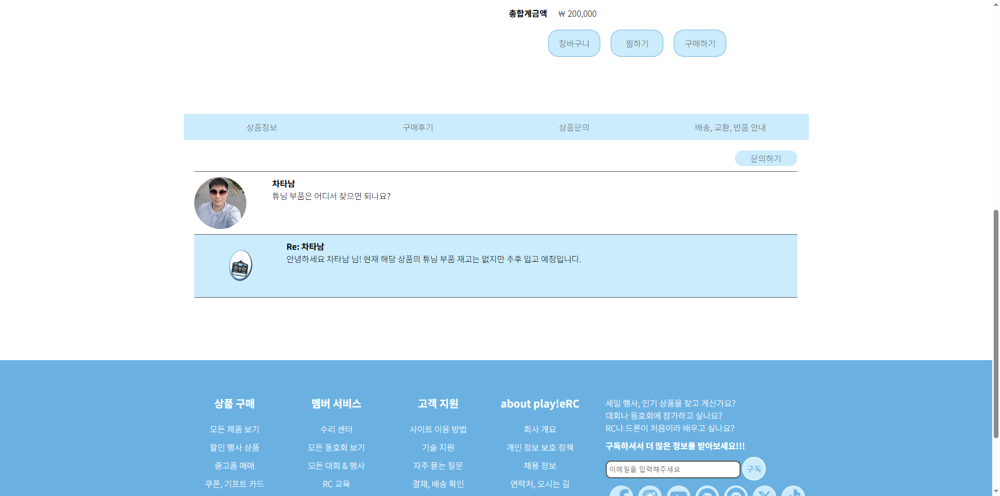 총합계금액 ₩ 200,000
장바구니 찜하기 구매하기
상품정보 구매후기 상품문의 배송, 교환, 반품 안내
문의하기
차타남
튜닝 부품은 어디서 찾으면 되나요?
Re: 차타남
안녕하세요 차타남 님! 현재 해당 상품의 튜닝 부품 재고는 없지만 추후 입고 예정입니다.
상품 구매
모든 제품 보기
할인 행사 상품
중고품 매매
쿠폰, 기프트 카드
멤버 서비스
수리 센터
모든 동호회 보기
모든 대회 & 행사
RC 교육
고객 지원
사이트 이용 방법
기술 지원
자주 묻는 질문
결재, 배송 확인
about play!eRC
회사 개요
개인 정보 보호 정책
채용 정보
연락처, 오시는 길
세일 행사, 인기 상품을 찾고 계신가요?
대회나 동호회에 참가하고 싶나요?
RC나 드론이 처음이라 배우고 싶나요?
구독하셔서 더 많은 정보를 받아보세요!!!
이메일을 입력해주세요 구독